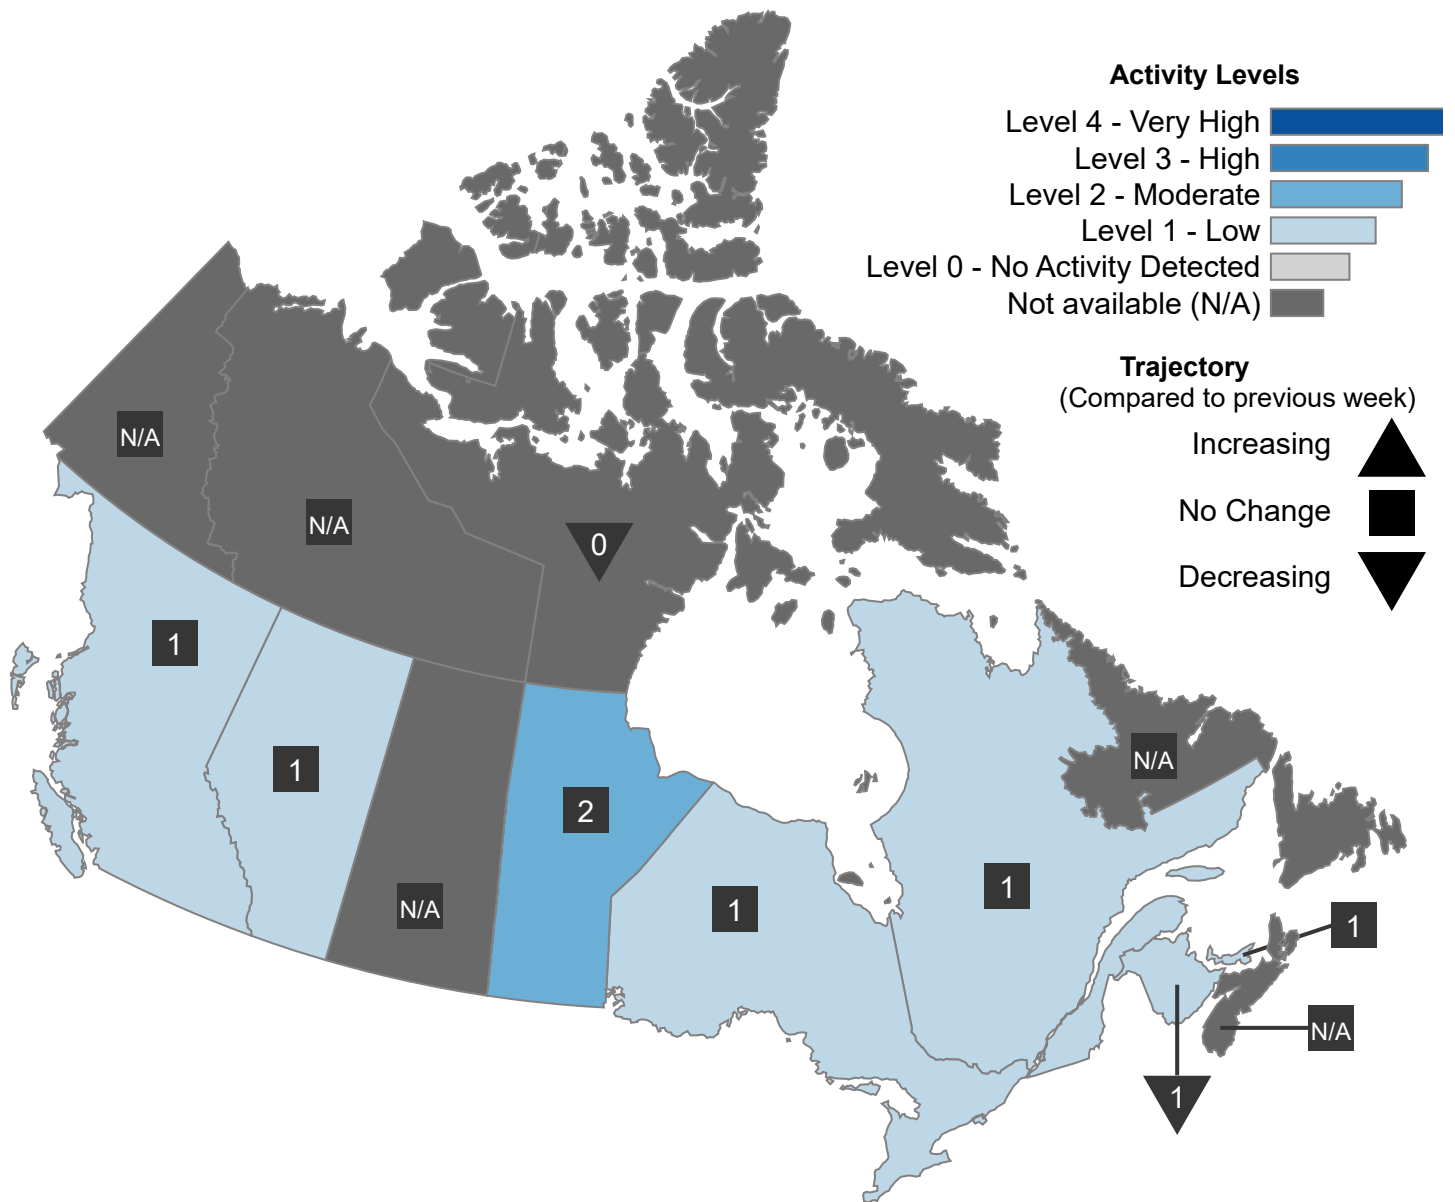 Activity Levels
Level 4 - Very High
Level 3 - High
Level 2 - Moderate
Level 1 - Low
Level 0 - No Activity Detected
Not available (N/A)
Trajectory
(Compared to previous week)
Increasing
No Change
Decreasing
N/A
N/A
0
1
1
N/A
2
1
1
N/A
1
N/A
1